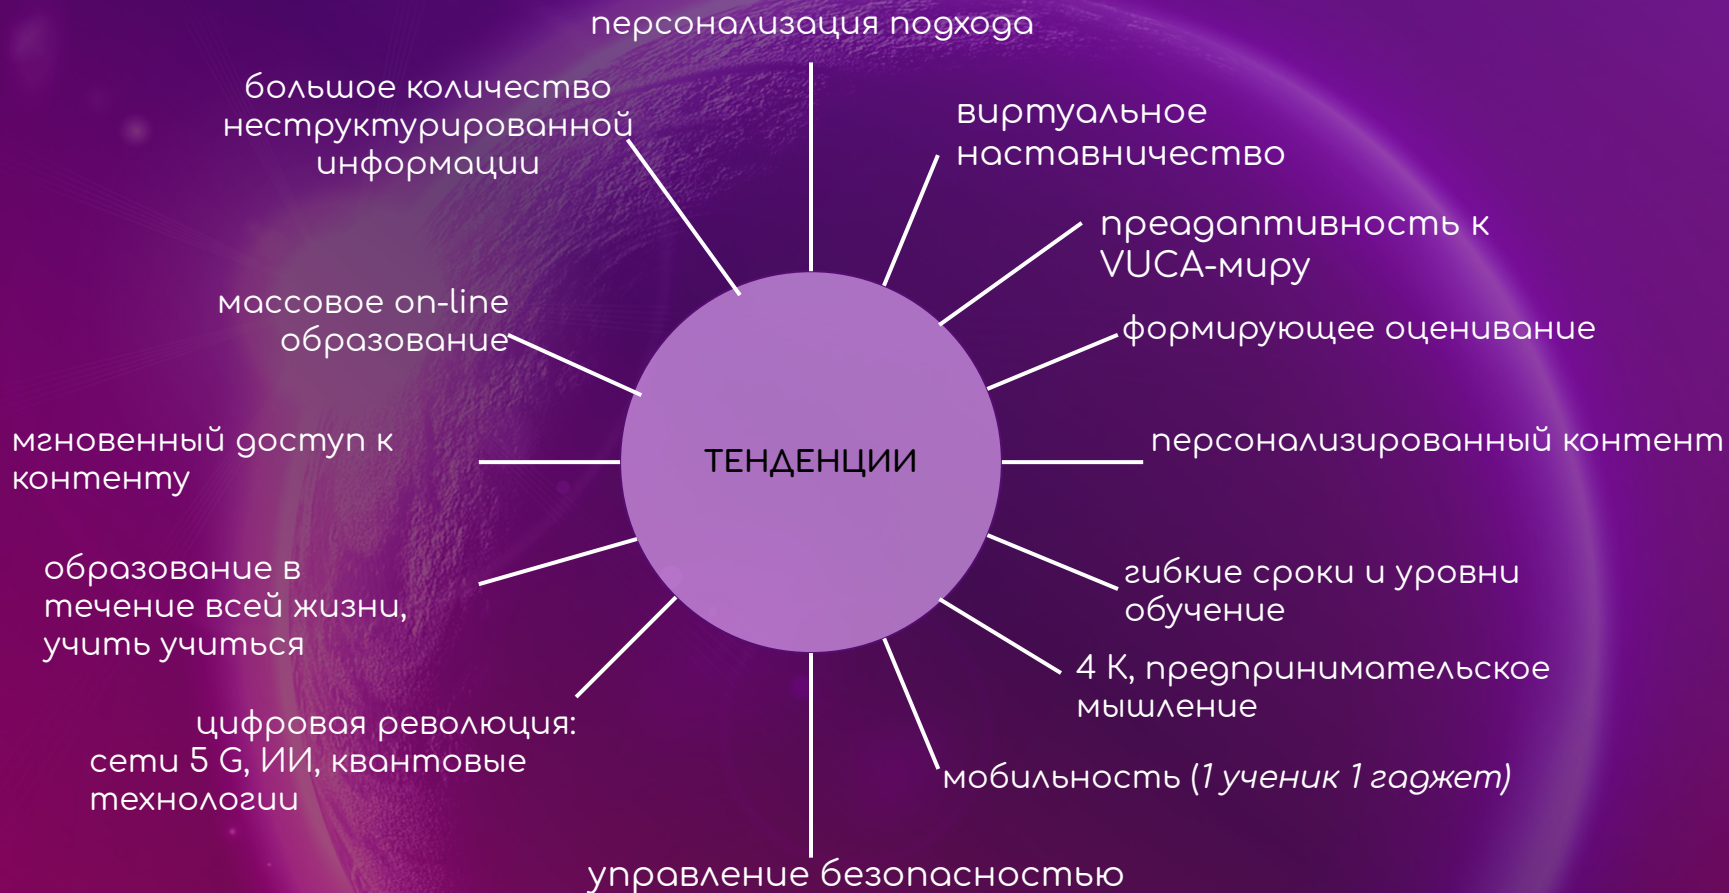 персонализация подхода
большое количество
неструктурированной
информации
виртуальное
наставничество
преадаптивность к
VUCA-миру
массовое on-line
образование
формирующее оценивание
мгновенный доступ к
контенту
ТЕНДЕНЦИИ
персонализированный контент
образование в
течение всей жизни,
учить учиться
гибкие сроки и уровни
обучение
4 К, предпринимательское
мышление
цифровая революция:
сети 5 G, ИИ, квантовые
технологии
мобильность (1 ученик 1 гаджет)
управление безопасностью